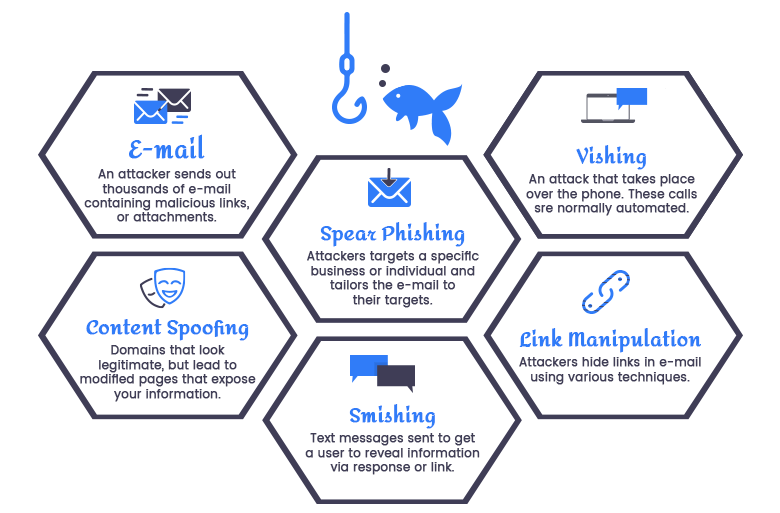 E-mail
An attacker sends out
thousands of e-mail
containing malicious links,
or attachments.
Vishing
An attack that takes place
over the phone. These calls
sre normally automated.
Spear Phishing
Attackers targets a specific
business or individual and
tailors the e-mail to
their targets.
Content Spoofing
Domains that look
legitimate, but lead to
modified pages that expose
your information.
Link Manipulation
Attackers hide links in e-mail
using various techniques.
Smishing
Text messages sent to get
a user to reveal information
via response or link.